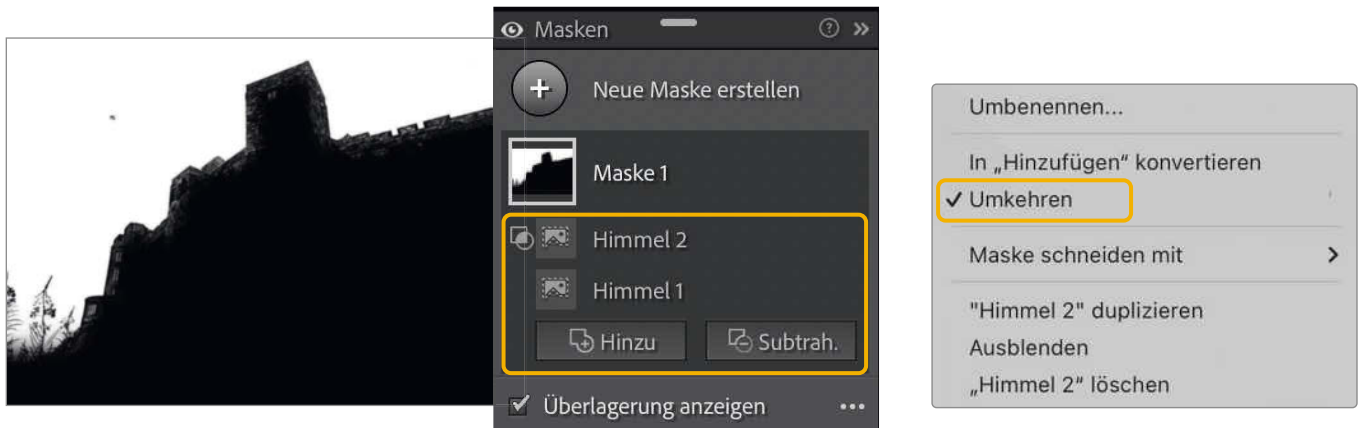 Masken
Neue Maske erstellen
Maske 1
Himmel 2
Himmel 1
Hinzu
Subtrah.
Überlagerung anzeigen
Umbenennen...
In „Hinzufügen“ konvertieren
Umkehren
Maske schneiden mit
"Himmel 2" duplizieren
Ausblenden
„Himmel 2“ löschen